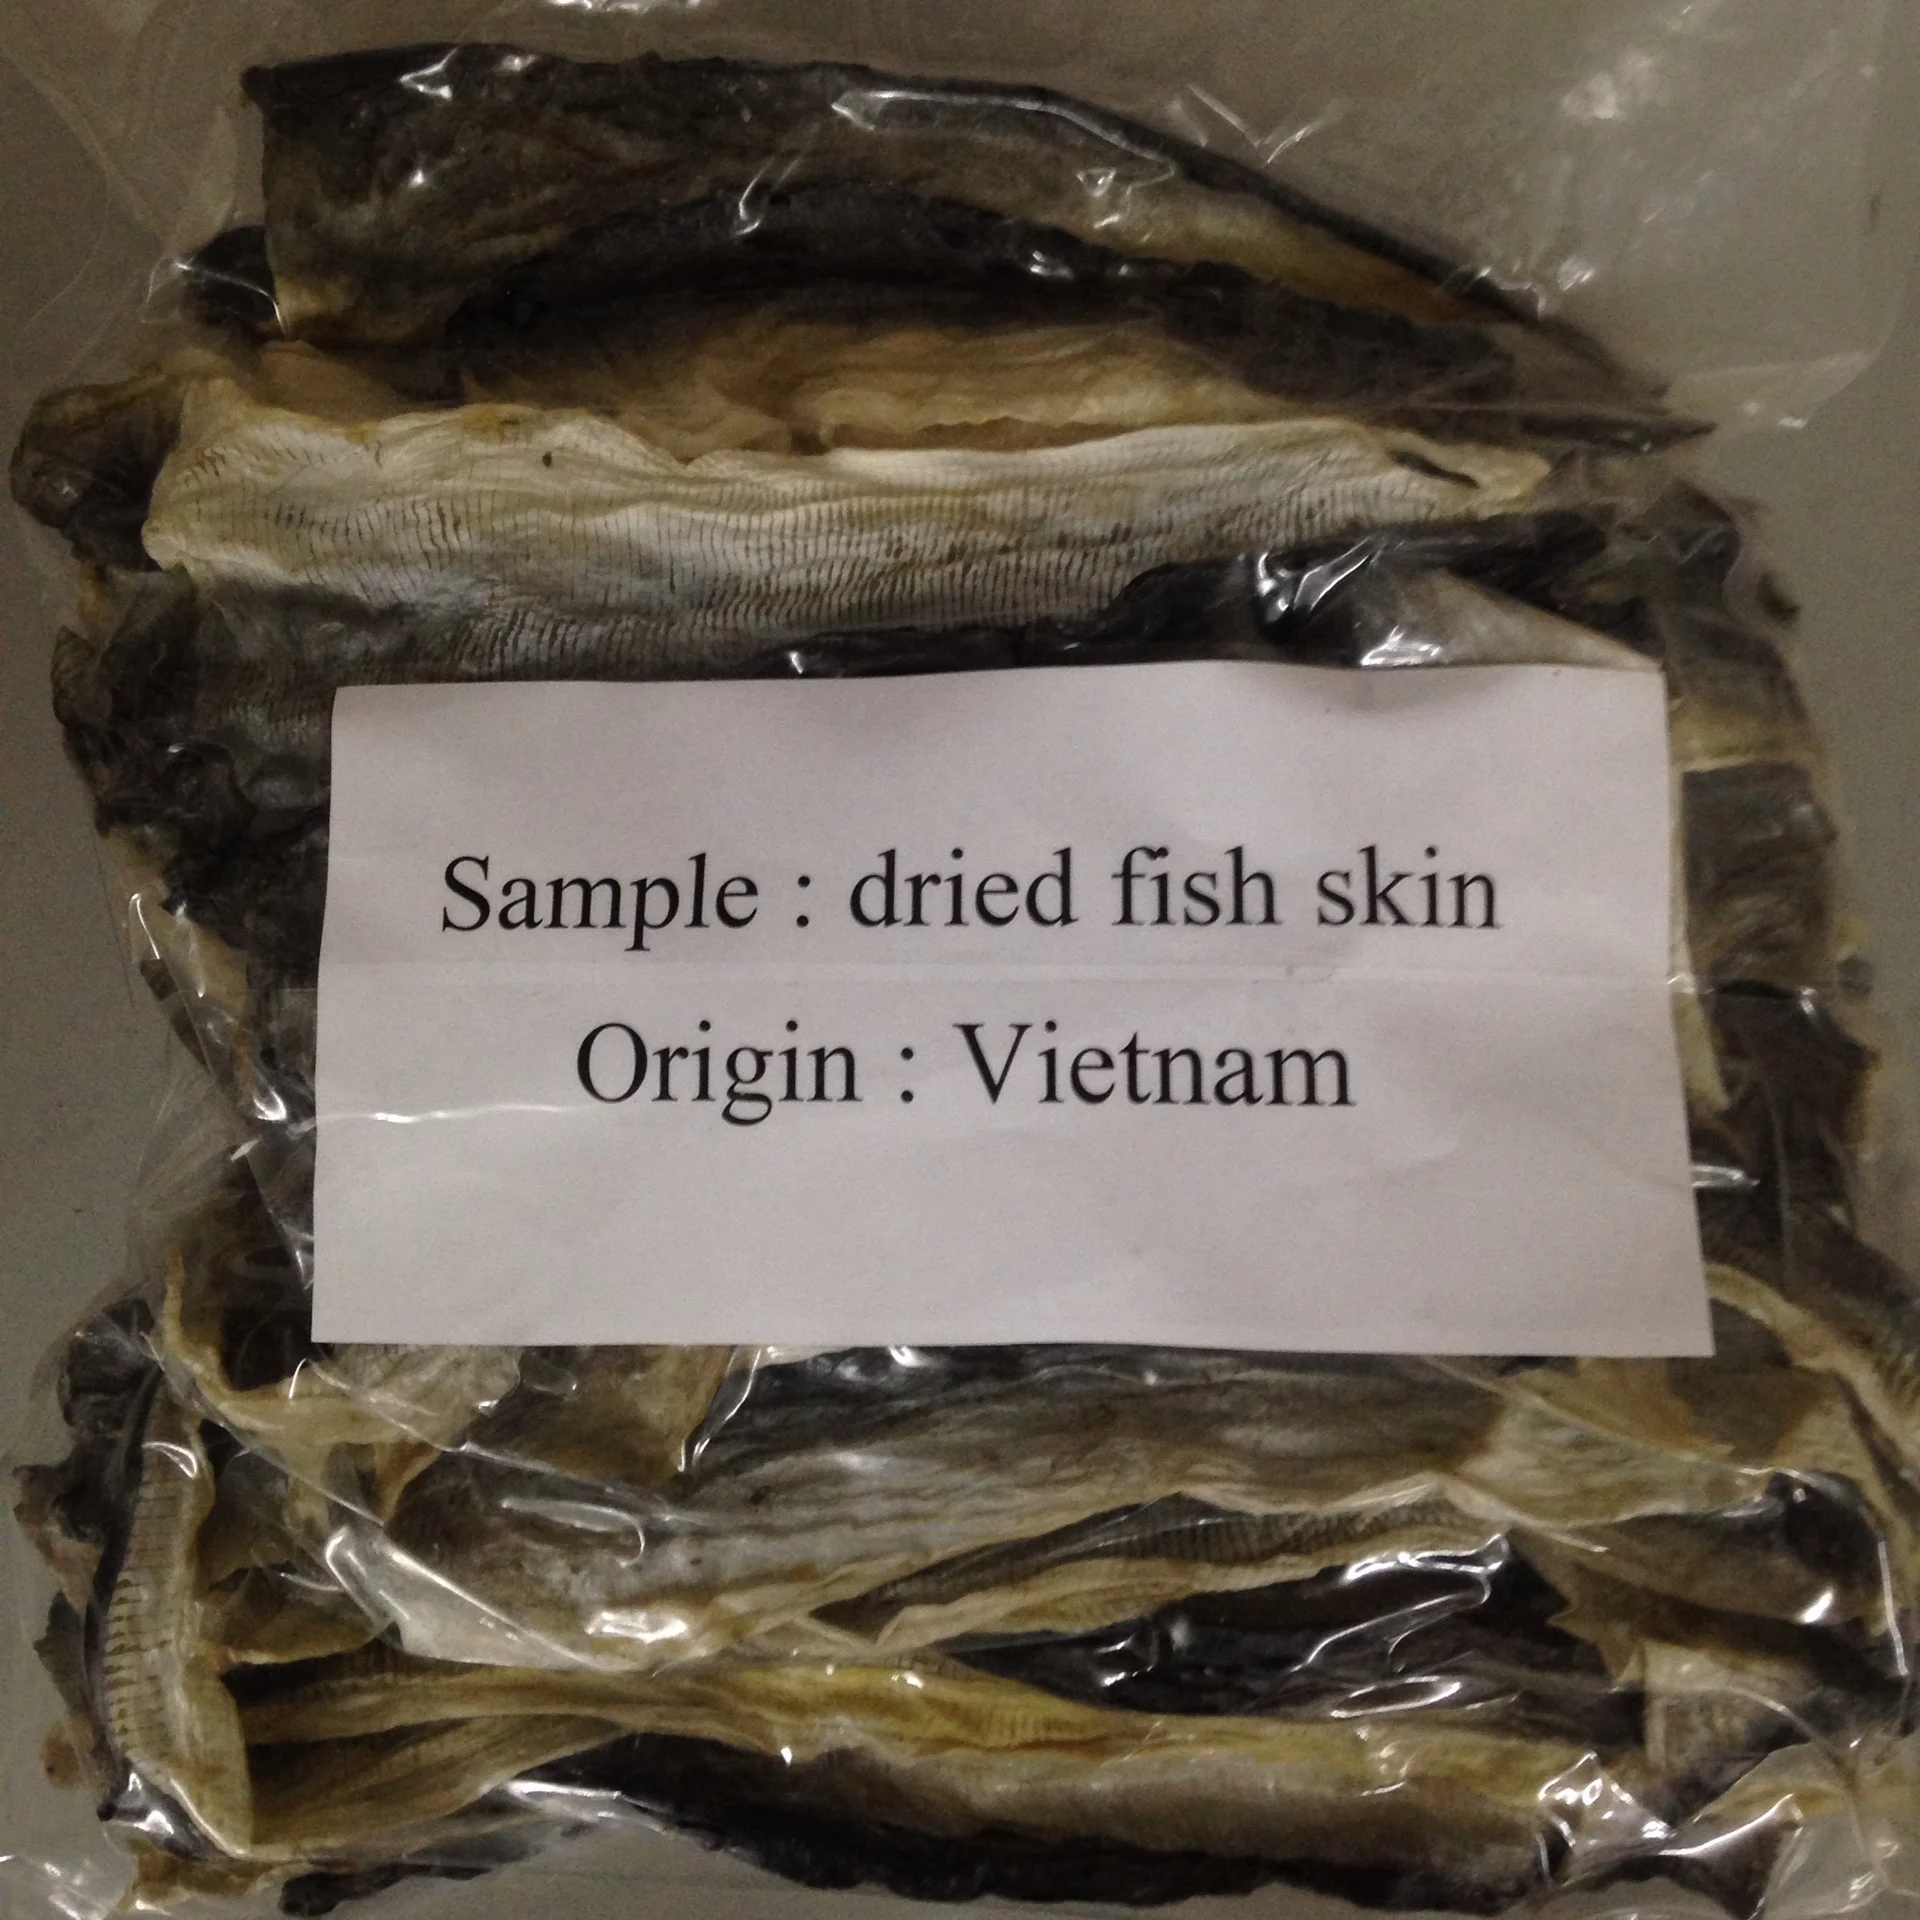 Sample : dried fish skin
Origin : Vietnam